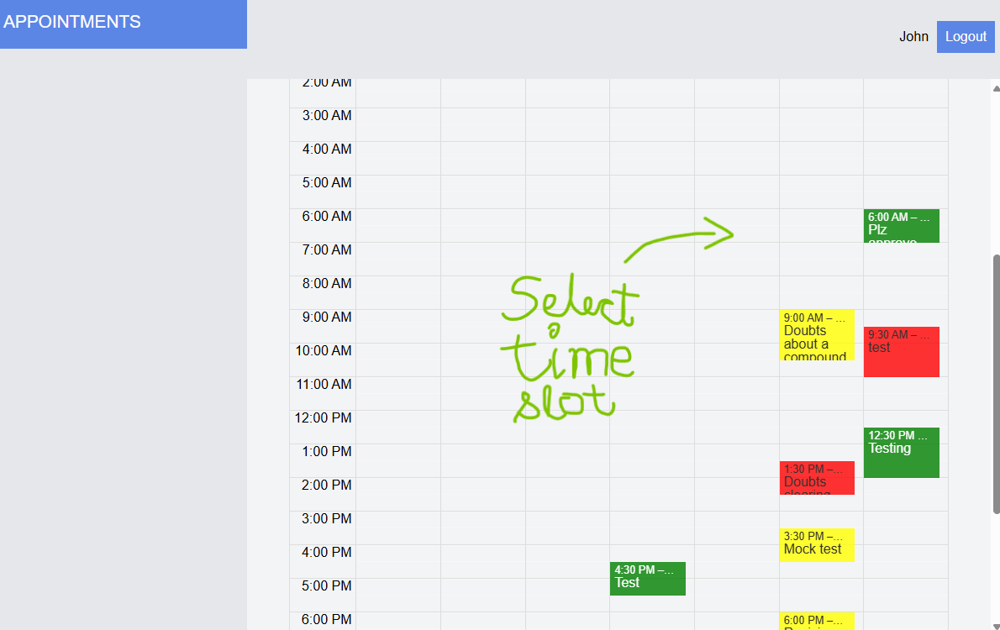 APPOINTMENTS
John
Logout
2:00 AM
3:00 AM
4:00 AM
5:00 AM
6:00 AM
7:00 AM
8:00 AM
9:00 AM
10:00 AM
11:00 AM
12:00 PM
1:00 PM
2:00 PM
3:00 PM
4:00 PM
5:00 PM
6:00 PM
Select
time
slot
4:30 PM –...
Test
9:00 AM – ...
Doubts
about a
compound
1:30 PM –...
Doubts
clearing
3:30 PM –...
Mock test
6:00 PM –...
6:00 AM – ...
Plz
approve
9:30 AM – ...
test
12:30 PM ...
Testing